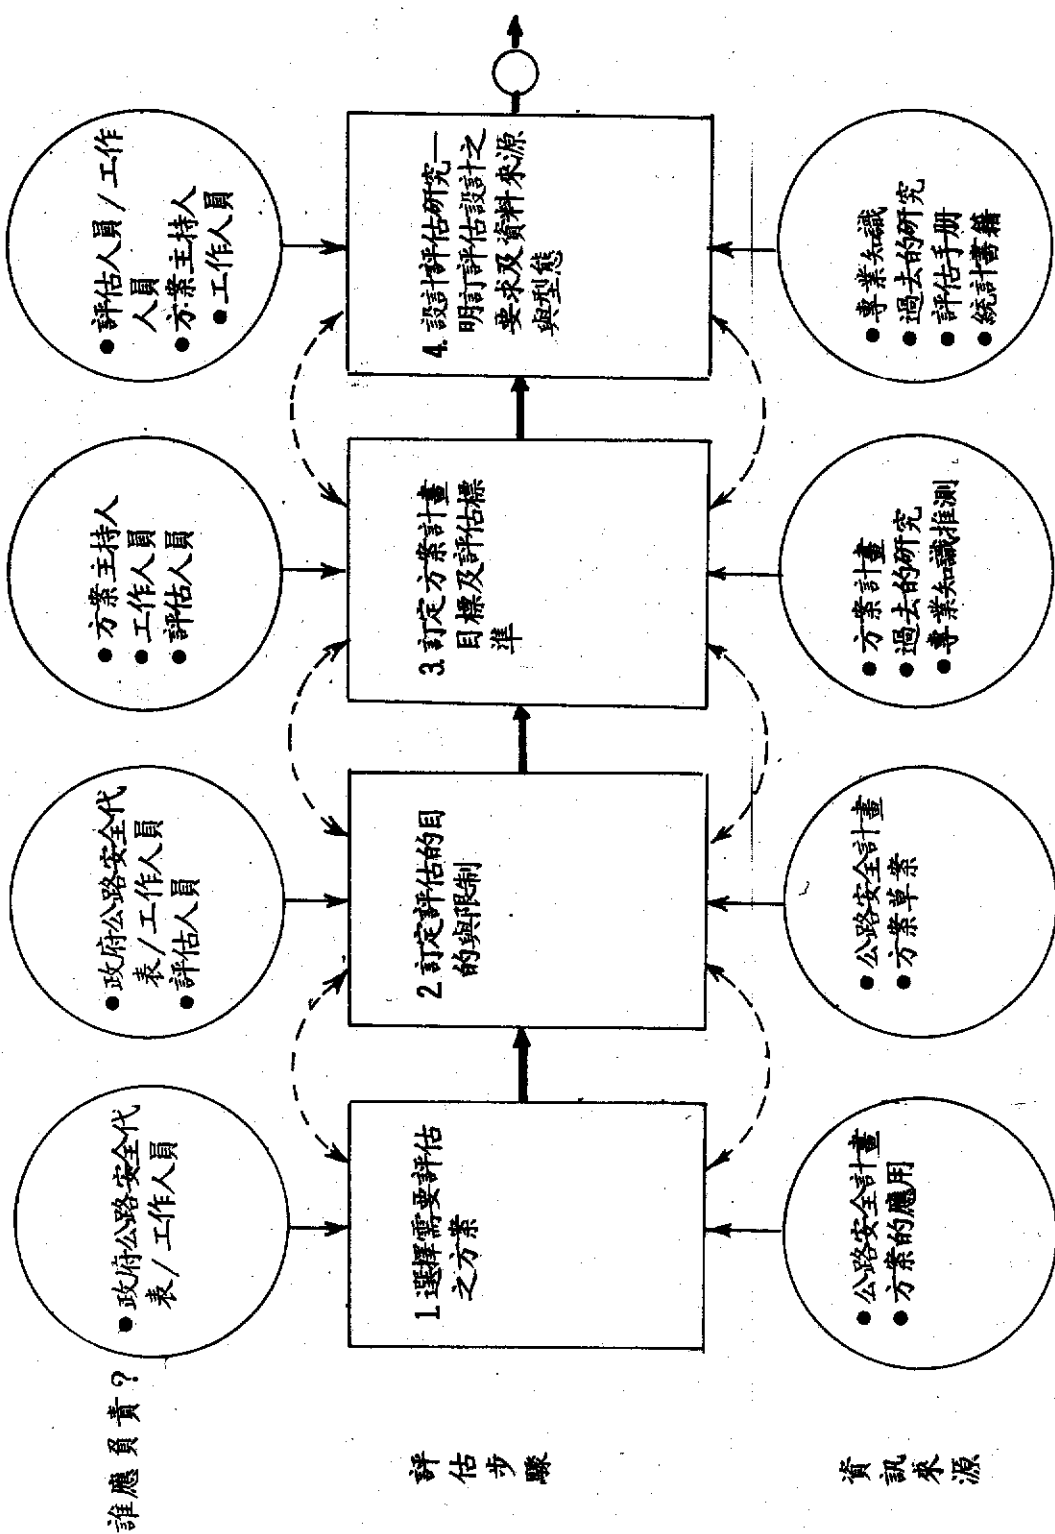 誰應負責？
● 政府公路安全代
表/工作人員
● 政府公路安全代
表/工作人員
● 評估人員
● 方案主持人
● 工作人員
● 評估人員
● 評估人員/工作
人員
● 方案主持人
● 工作人員
評估步驟
1 選擇需要評估
之方案
2 訂定評估的目
的與限制
3. 訂定方案計畫
目標及評估標
準
4. 設計評估研究—
明訂評估設計之
要求及資料來源
與型態
資訊來源
● 公路安全計畫
● 方案的應用
● 公路安全計畫
● 方案草案
● 方案計畫
● 過去的研究
● 專業知識推測
● 專業知識
● 過去的研究
● 評估手册
● 統計書籍